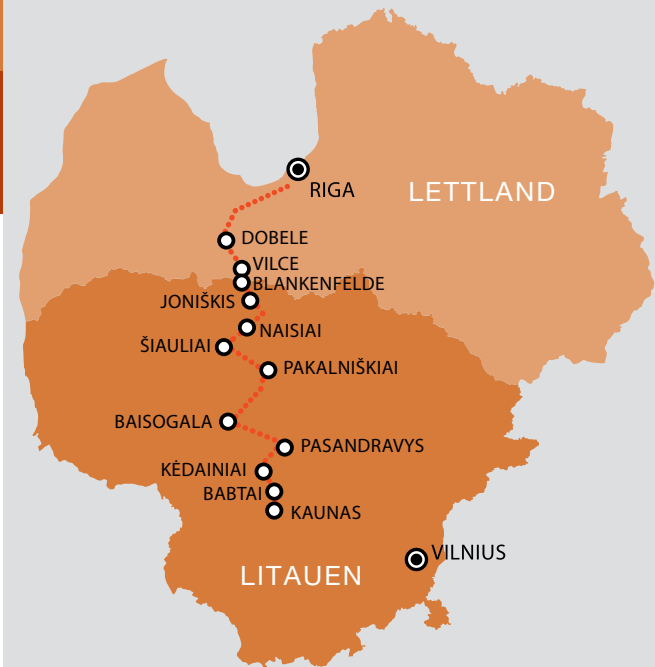 RIGA
LETTLAND
DOBELE
VILCE
BLANKENFELDE
JONIŠKIS
NAISIAI
ŠIAULIAI
PAKALNIŠKIAI
BAISOGALA
PASANDRAVYS
KĖDAINIAI
BABTAI
KAUNAS
VILNIUS
LITAUEN